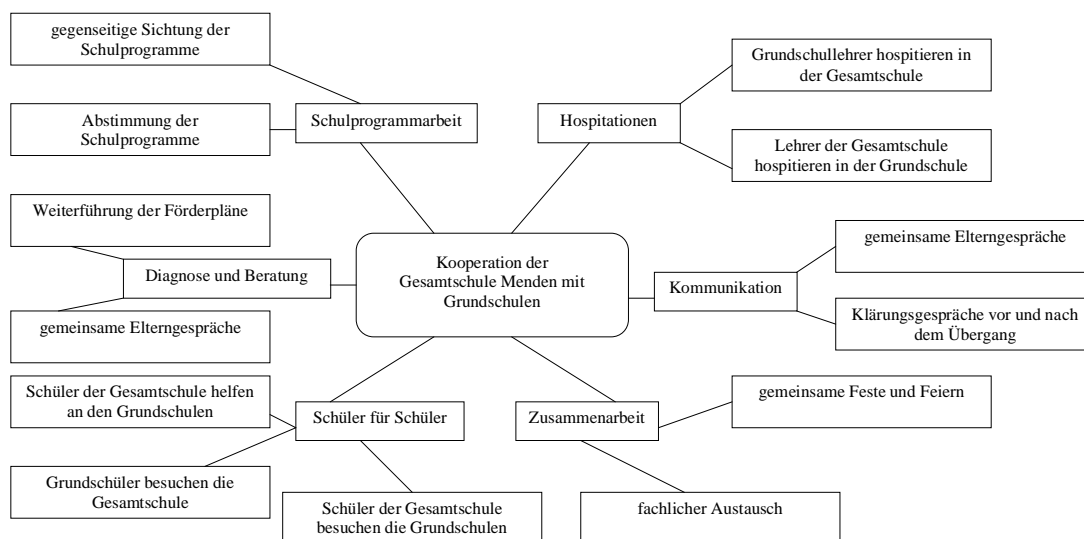 gegenseitige Sichtung der
Schulprogramme
Grundschullehrer hospitieren in
der Gesamtschule
Abstimmung der
Schulprogramme
Schulprogrammarbeit
Hospitationen
Lehrer der Gesamtschule
hospitieren in der Grundschule
Weiterführung der Förderpläne
gemeinsame Elterngespräche
Diagnose und Beratung
Kooperation der
Gesamtschule Menden mit
Grundschulen
Kommunikation
gemeinsame Elterngespräche
Klärungsgespräche vor und nach
dem Übergang
Schüler der Gesamtschule helfen
an den Grundschulen
Schüler für Schüler
Zusammenarbeit
gemeinsame Feste und Feiern
Grundschüler besuchen die
Gesamtschule
Schüler der Gesamtschule
besuchen die Grundschulen
fachlicher Austausch